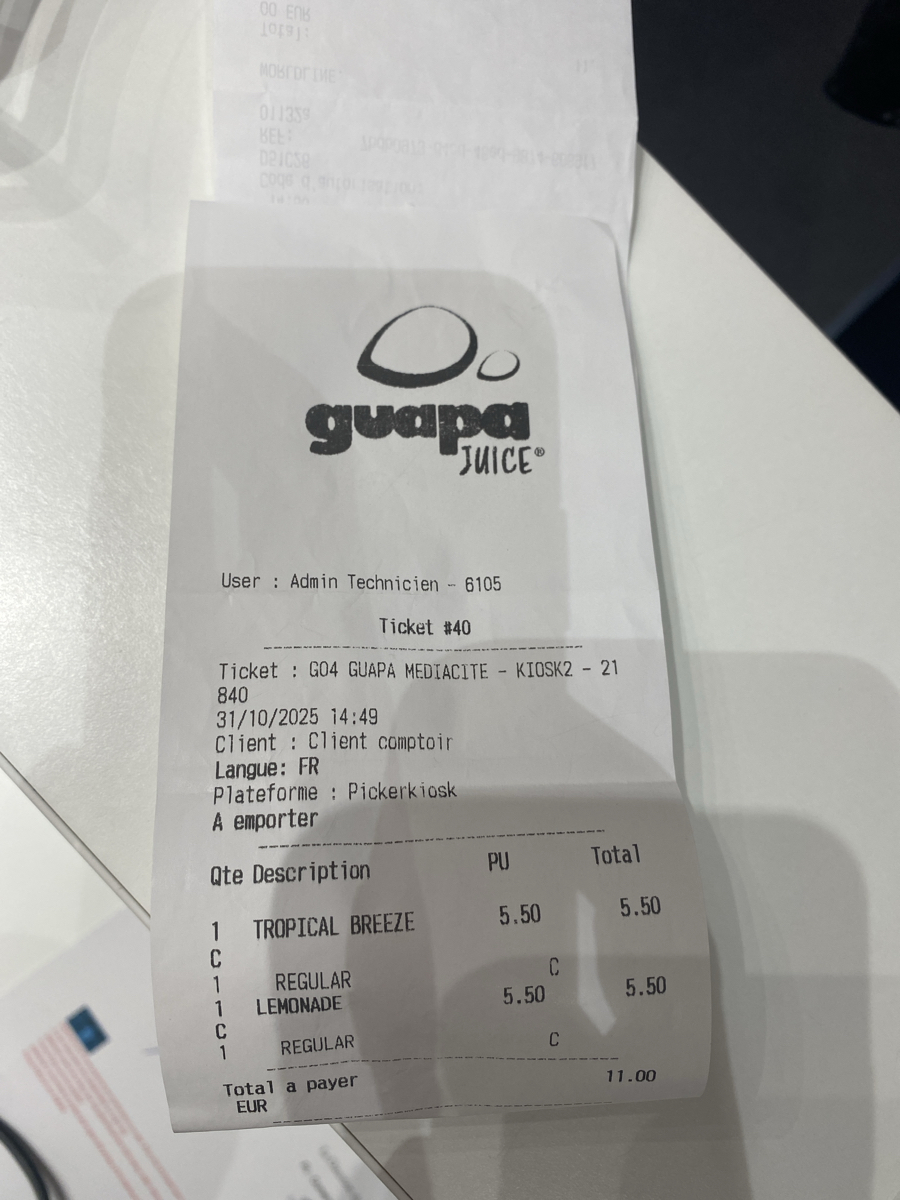 guapa
JUICE®
User : Admin Technicien - 6105
Ticket #40
Ticket : G04 GUAPA MEDIACITE - KIOSK2 - 21
840
31/10/2025 14:49
Client : Client comptoir
Langue: FR
Plateforme : Pickerkiosk
A emporter
Qte Description PU Total
1 TROPICAL BREEZE 5.50 5.50
C
1 REGULAR C
1 LEMONADE 5.50 5.50
C
1 REGULAR C
Total a payer 11.00
EUR